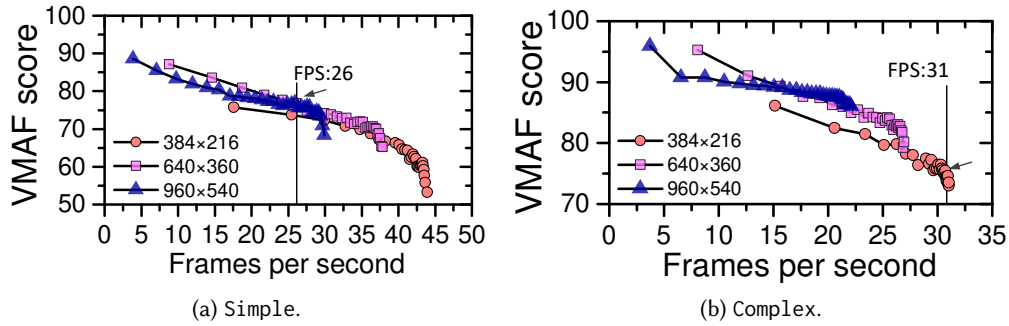 100
90
80
70
60
50
VMAF score
FPS:26
384×216
640×360
960×540
0 5 10 15 20 25 30 35 40 45 50
Frames per second
(a) Simple.
100
90
80
70
VMAF score
FPS:31
384×216
640×360
960×540
0 5 10 15 20 25 30 35
Frames per second
(b) Complex.